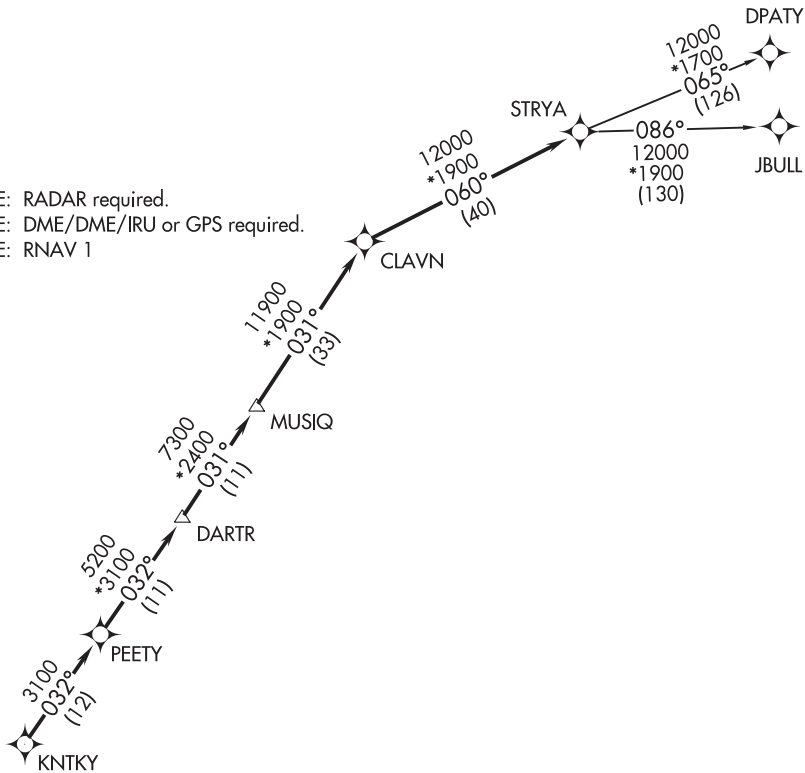 DPATY
12000
*1700
065°
(126)
STRYA
086°
12000
*1900
(130)
JBULL
12000
*1900
060°
(40)
E: RADAR required.
E: DME/DME/IRU or GPS required.
E: RNAV 1
CLAVN
11900
*1900
031°
(33)
MUSIQ
7300
*2400
031°
(11)
DARTR
5200
*3100
032°
(11)
PEETY
3100
032°
(12)
KNTKY